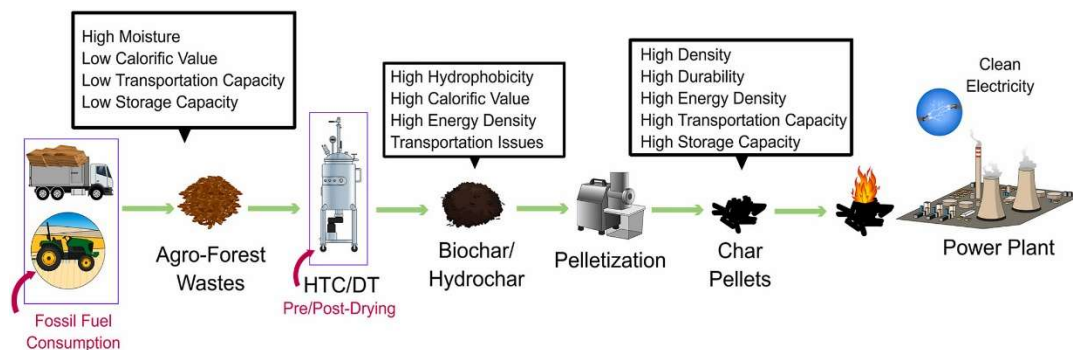 High Moisture
Low Calorific Value
Low Transportation Capacity
Low Storage Capacity
High Hydrophobicity
High Calorific Value
High Energy Density
Transportation Issues
High Density
High Durability
High Energy Density
High Transportation Capacity
High Storage Capacity
Clean
Electricity
Agro-Forest
Wastes
HTC/DT
Pre/Post-Drying
Biochar/
Hydrochar
Pelletization
Char
Pellets
Power Plant
Fossil Fuel
Consumption